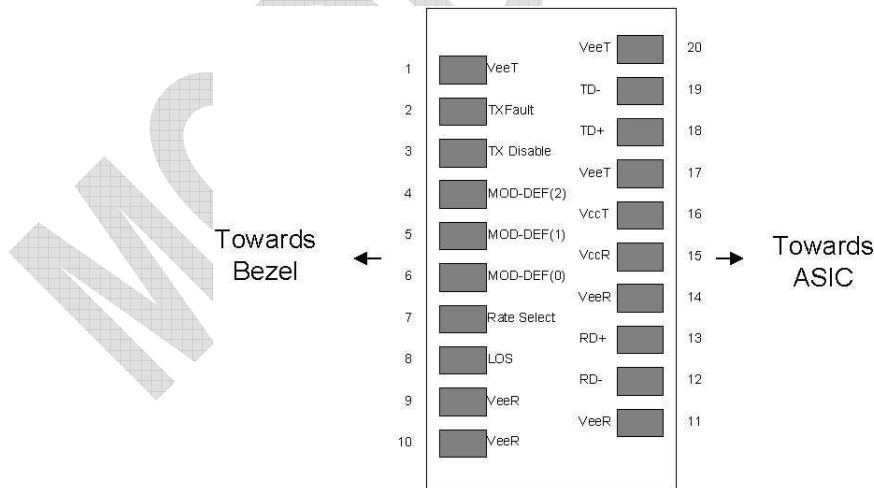 1 VeeT
2 TXFault
3 TX Disable
4 MOD-DEF(2)
5 MOD-DEF(1)
6 MOD-DEF(0)
7 Rate Select
8 LOS
9 VeeR
10 VeeR
VeeT 20
TD- 19
TD+ 18
VeeT 17
VccT 16
VccR 15
VeeR 14
RD+ 13
RD- 12
VeeR 11
Towards
Bezel
Towards
ASIC